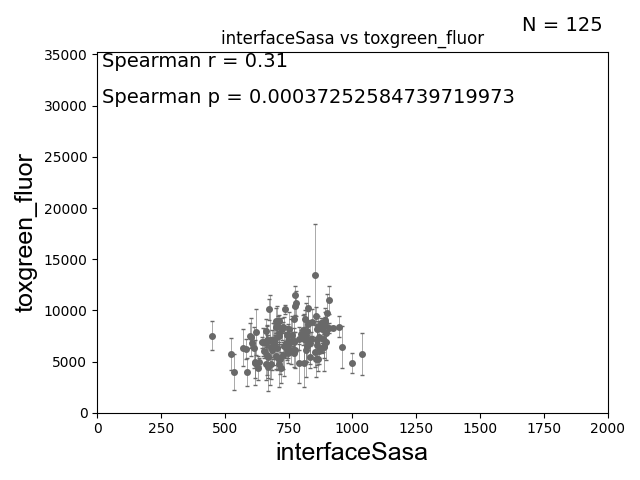 N = 125
interfaceSasa vs toxgreen_fluor
Spearman r = 0.31
Spearman p = 0.00037252584739719973
toxgreen_fluor
35000
30000
25000
20000
15000
10000
5000
0
0 250 500 750 1000 1250 1500 1750 2000
interfaceSasa